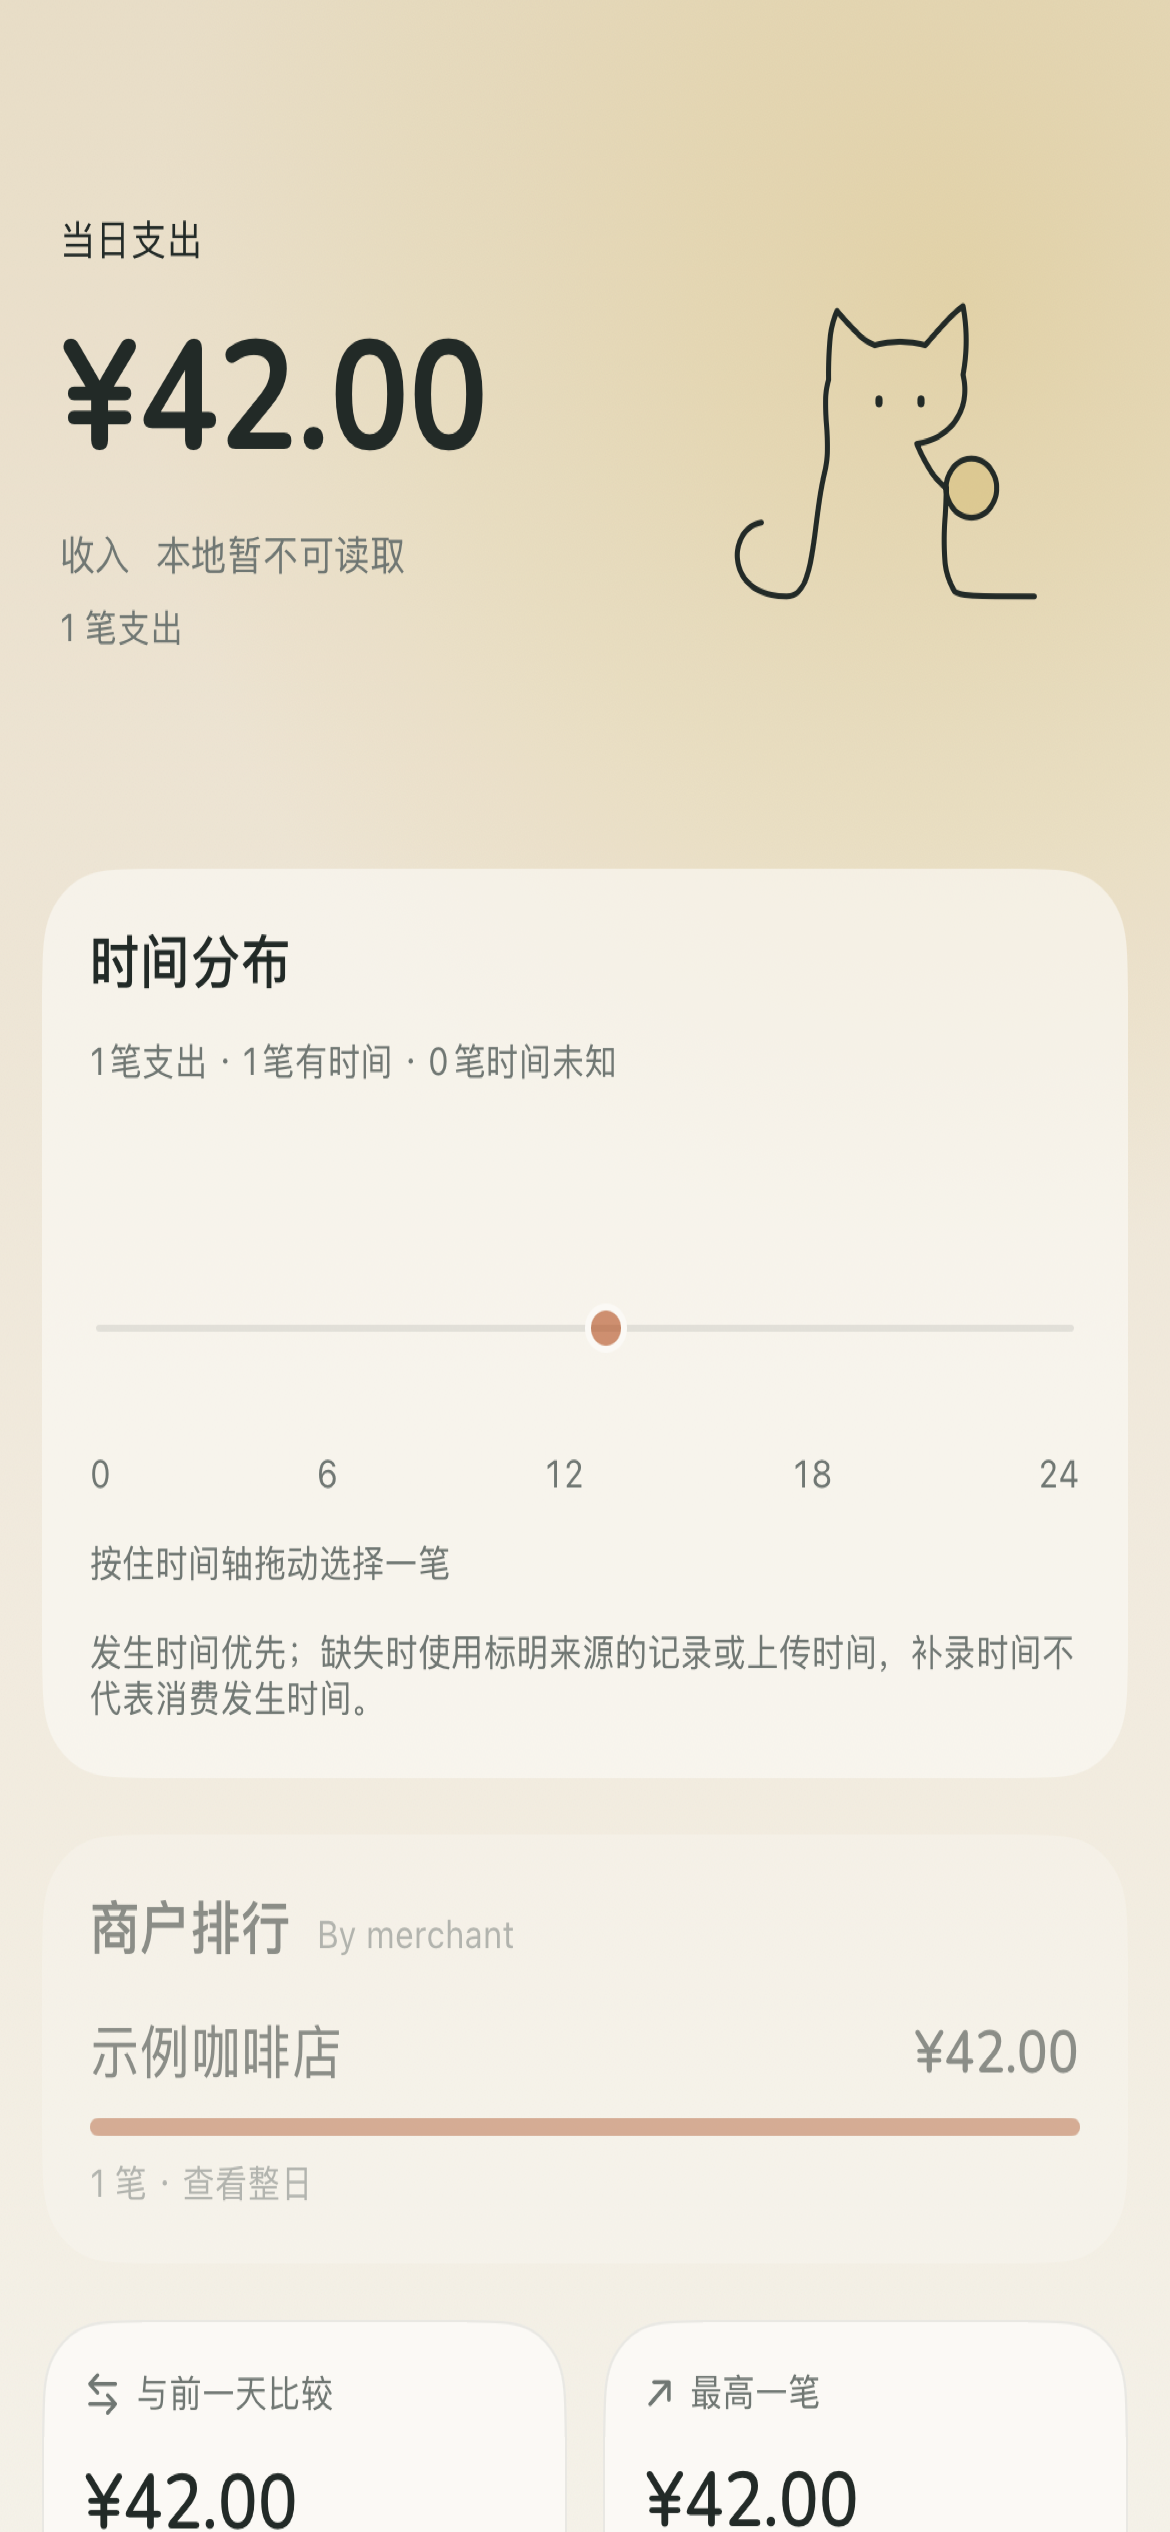 当日支出
¥42.00
收入 本地暂不可读取
1 笔支出
时间分布
1笔支出 · 1笔有时间 · 0笔时间未知
0 6 12 18 24
按住时间轴拖动选择一笔
发生时间优先；缺失时使用标明来源的记录或上传时间，补录时间不
代表消费发生时间。
商户排行 By merchant
示例咖啡店 ¥42.00
1 笔 · 查看整日
与前一天比较
¥42.00
最高一笔
¥42.00